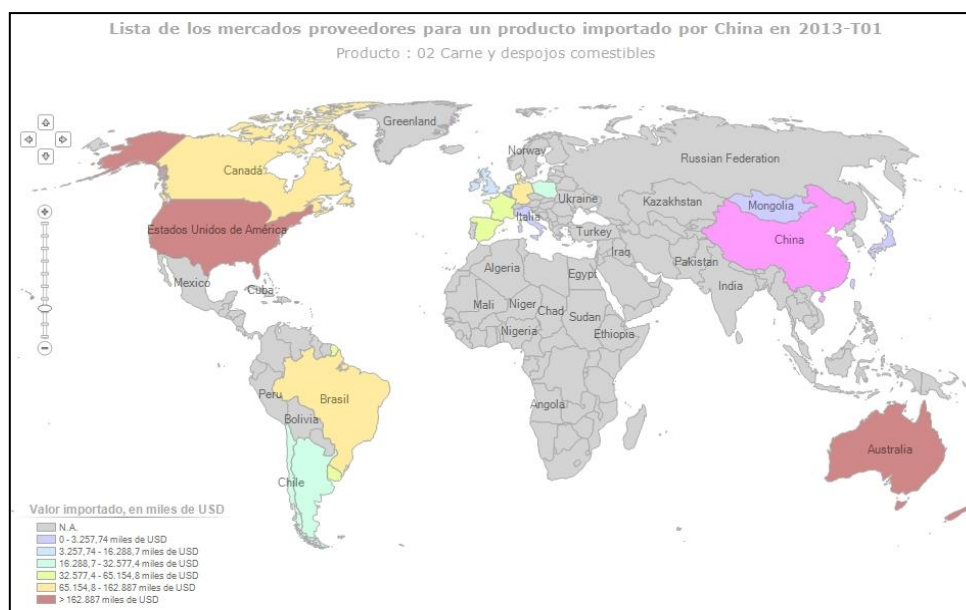 Lista de los mercados proveedores para un producto importado por China en 2013-T01
Producto : 02 Carne y despojos comestibles
Greenland
Norway
Russian Federation
Canadá
Ukraine
Kazakhstan
Mongolia
Italia
Estados Unidos de América
Turkey
China
Iraq
Pakistan
Algeria
Egypt
India
Mexico
Cuba
Mali
Niger
Chad
Sudan
Nigeria
Ethiopia
Peru
Brasil
Angola
Bolivia
Australia
Chile
Valor importado, en miles de USD
N.A.
0 - 3.257,74 miles de USD
3.257,74 - 16.288,7 miles de USD
16.288,7 - 32.577,4 miles de USD
32.577,4 - 65.154,8 miles de USD
65.154,8 - 162.887 miles de USD
> 162.887 miles de USD